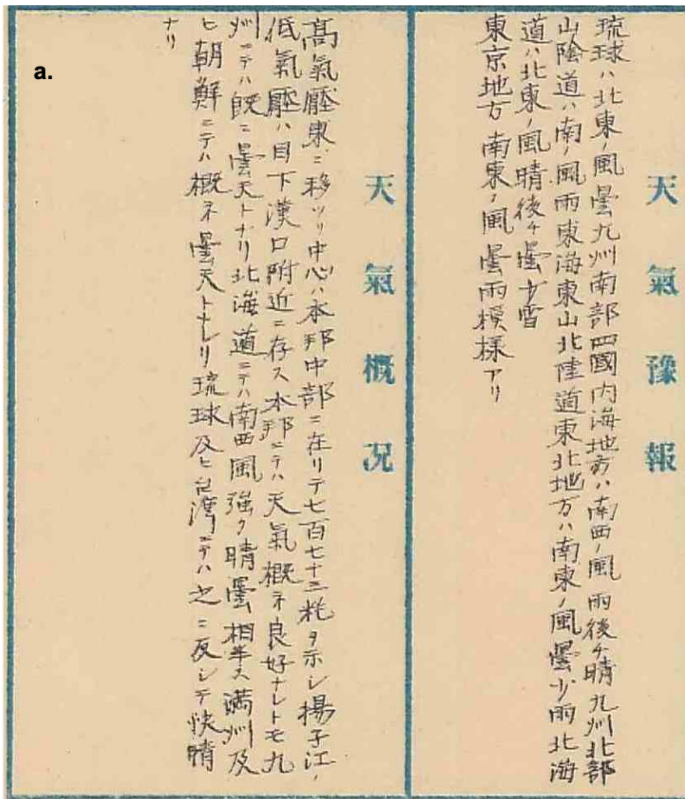 a.
天氣豫報
琉球ハ北東ノ風曇九州南部四國内海地方ハ南西ノ風雨後チ晴九州北部
山陰道ハ南ノ風雨東海東山北陸道東北地方ハ南東ノ風曇少雨北海
道ハ北東ノ風晴後チ曇少雪
東京地方 南東ノ風曇雨模様アリ
天氣概况
高氣壓東ニ移ツリ中心ハ本邦中部ニ在リテ七百七十三粍ヲ示シ揚子江ノ
低氣壓ハ目下漢口附近ニ存ス本邦ニテハ天氣概ネ良好ナレトモ九
州ニテハ既ニ曇天トナリ北海道ニテハ南西風強ク晴曇相半ス満州及
ヒ朝鮮ニテハ概ネ曇天トナレリ琉球及ヒ台湾ニテハ之ニ反シテ快晴
ナリ